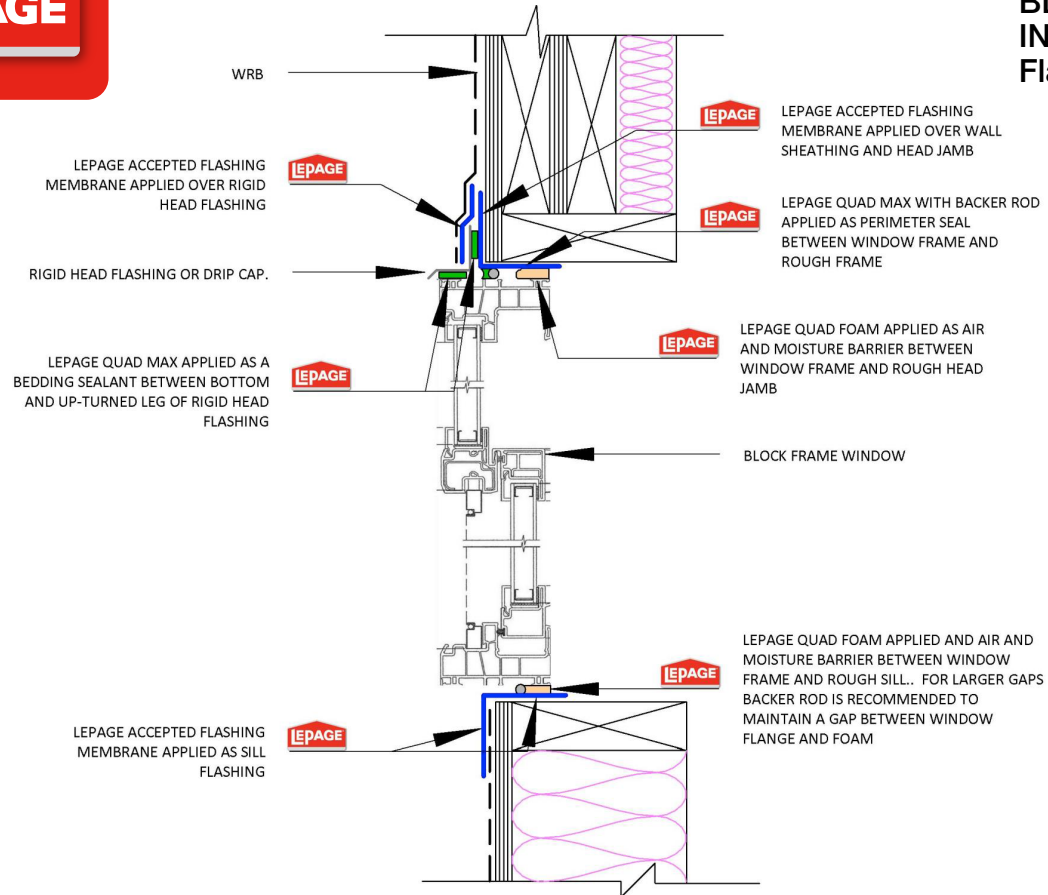 AGE
BL
IN
Fla
WRB
LEPAGE ACCEPTED FLASHING
MEMBRANE APPLIED OVER RIGID
HEAD FLASHING
LEPAGE
RIGID HEAD FLASHING OR DRIP CAP.
LEPAGE QUAD MAX APPLIED AS A
BEDDING SEALANT BETWEEN BOTTOM
AND UP-TURNED LEG OF RIGID HEAD
FLASHING
LEPAGE
LEPAGE
LEPAGE ACCEPTED FLASHING
MEMBRANE APPLIED OVER WALL
SHEATHING AND HEAD JAMB
LEPAGE
LEPAGE QUAD MAX WITH BACKER ROD
APPLIED AS PERIMETER SEAL
BETWEEN WINDOW FRAME AND
ROUGH FRAME
LEPAGE
LEPAGE QUAD FOAM APPLIED AS AIR
AND MOISTURE BARRIER BETWEEN
WINDOW FRAME AND ROUGH HEAD
JAMB
BLOCK FRAME WINDOW
LEPAGE
LEPAGE QUAD FOAM APPLIED AND AIR AND
MOISTURE BARRIER BETWEEN WINDOW
FRAME AND ROUGH SILL.. FOR LARGER GAPS
BACKER ROD IS RECOMMENDED TO
MAINTAIN A GAP BETWEEN WINDOW
FLANGE AND FOAM
LEPAGE ACCEPTED FLASHING
MEMBRANE APPLIED AS SILL
FLASHING
LEPAGE